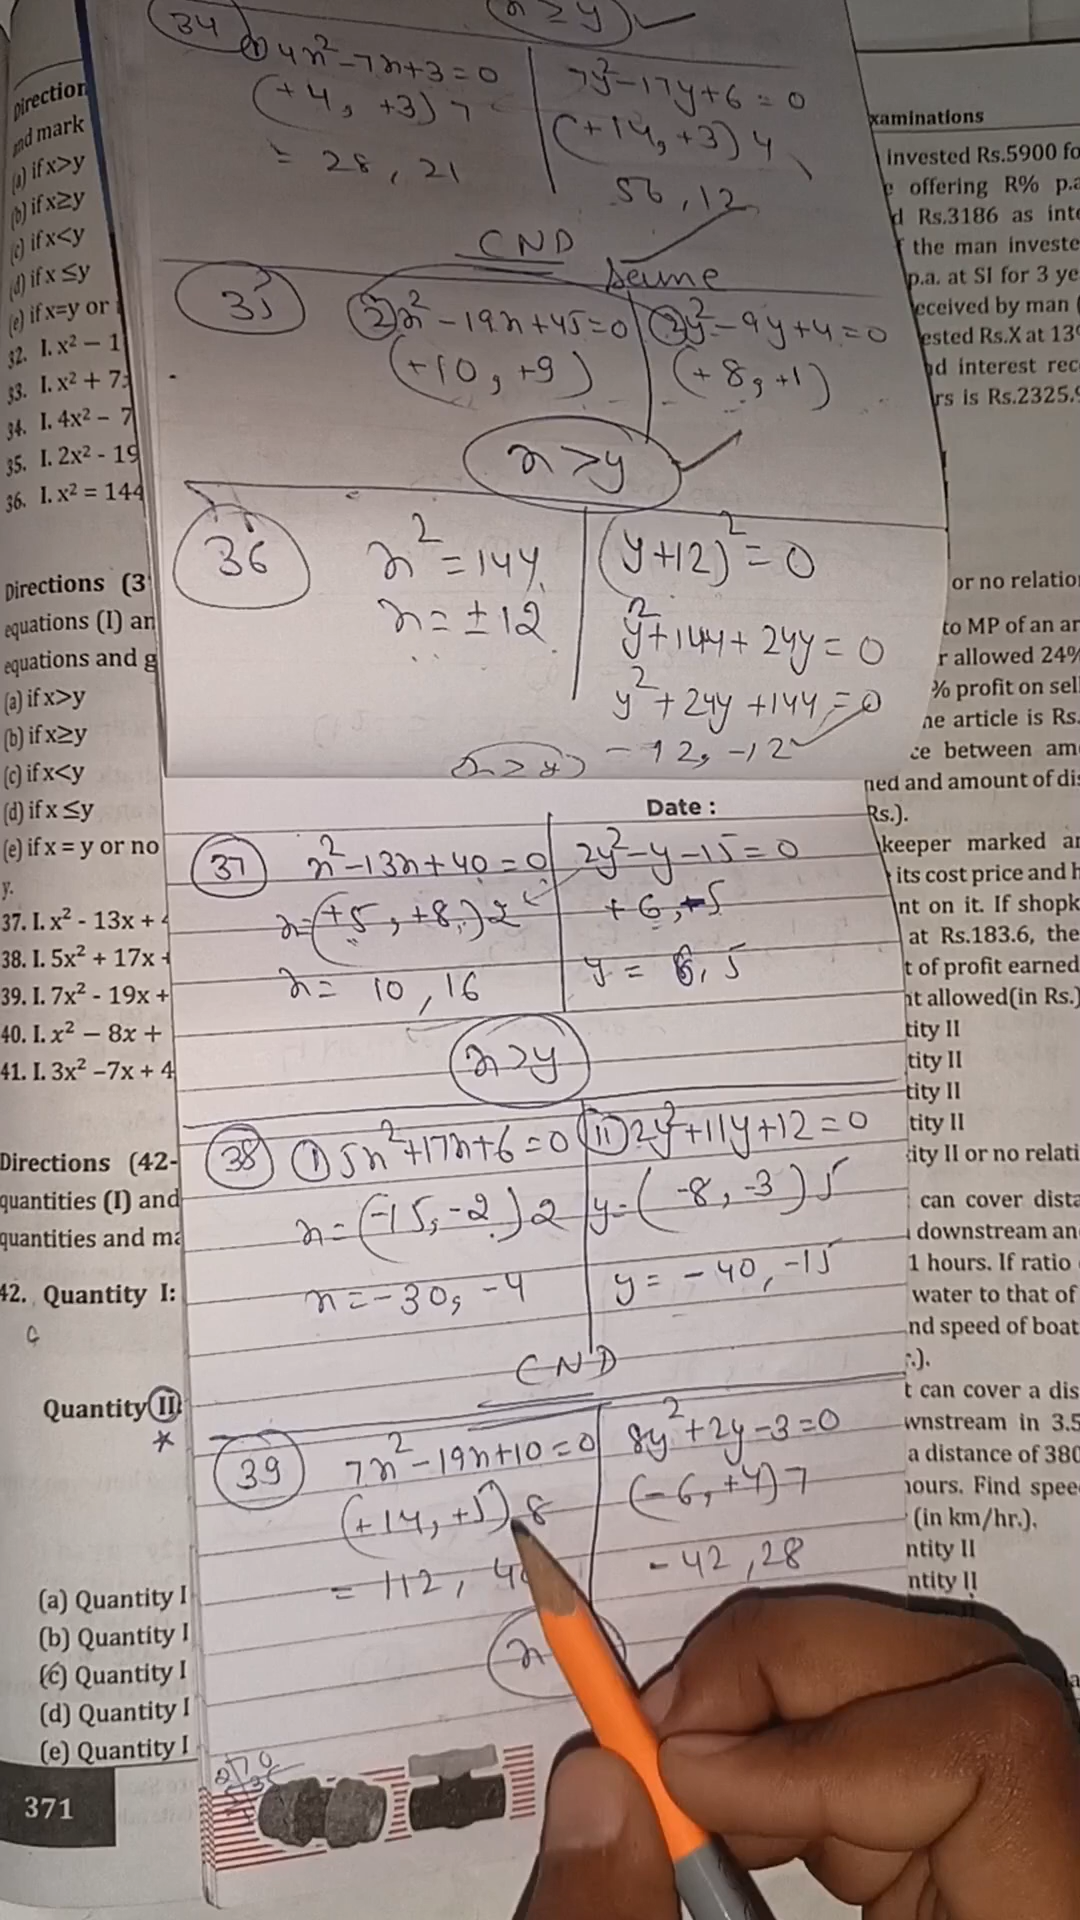 x ≥ y
34 ① 4x² - 7x + 3 = 0 | 7y² - 17y + 6 = 0
(+4, +3) 7 | (+14, +3) 4
= 28, 21 | 56, 12
CND
35 Same
2x² - 19x + 45 = 0 | 2y² - 9y + 4 = 0
(+10, +9) | (+8, +1)
x > y
36 x² = 144 | (y + 12)² = 0
x = ± 12 | y² + 144 + 24y = 0
y² + 24y + 144 = 0
-12, -12
x ≥ y
Date :
37 x² - 13x + 40 = 0 | 2y² - y - 15 = 0
x = (+5, +8) 2 | +6, -5
x = 10, 16 | y = 6, 5
x > y
38 ① 5x² + 17x + 6 = 0 | ⑪ 2y² + 11y + 12 = 0
x = (-15, -2) 2 | y = (-8, -3) 5
x = -30, -4 | y = -40, -15
CND
39 7x² - 19x + 10 = 0 | 8y² + 2y - 3 = 0
(+14, +5) 8 | (-6, +4) 7
= 112, | -42, 28
x
Direction
and mark
(a) if x>y
(b) if x≥y
(c) if x<y
(d) if x ≤y
(e) if x=y or
32. I. x² − 1
33. I. x² + 7
34. I. 4x² − 7
35. I. 2x² - 19
36. I. x² = 144
Directions (3
equations (I) an
equations and g
(a) if x>y
(b) if x≥y
(c) if x<y
(d) if x ≤y
(e) if x = y or no
y.
37. I. x² - 13x +
38. I. 5x² + 17x
39. I. 7x² - 19x +
40. I. x² − 8x +
41. I. 3x² −7x + 4
Directions (42-
quantities (I) and
quantities and ma
42. Quantity I:
Quantity II
(a) Quantity I
(b) Quantity I
(c) Quantity I
(d) Quantity I
(e) Quantity I
371
xaminations
invested Rs.5900 fo
offering R% p.a
d Rs.3186 as inte
the man investe
p.a. at SI for 3 ye
eceived by man
ested Rs.X at 13
d interest rec
rs is Rs.2325.9
or no relation
to MP of an ar
r allowed 24%
% profit on sell
he article is Rs.
ce between am
ned and amount of dis
Rs.).
keeper marked an
its cost price and h
nt on it. If shopk
at Rs.183.6, the
t of profit earned
nt allowed(in Rs.)
tity II
tity II
tity II
tity II
ity II or no relati
can cover dista
downstream an
1 hours. If ratio
water to that of
nd speed of boat
r.).
t can cover a dis
wnstream in 3.5
a distance of 380
hours. Find spee
(in km/hr.).
ntity II
ntity II